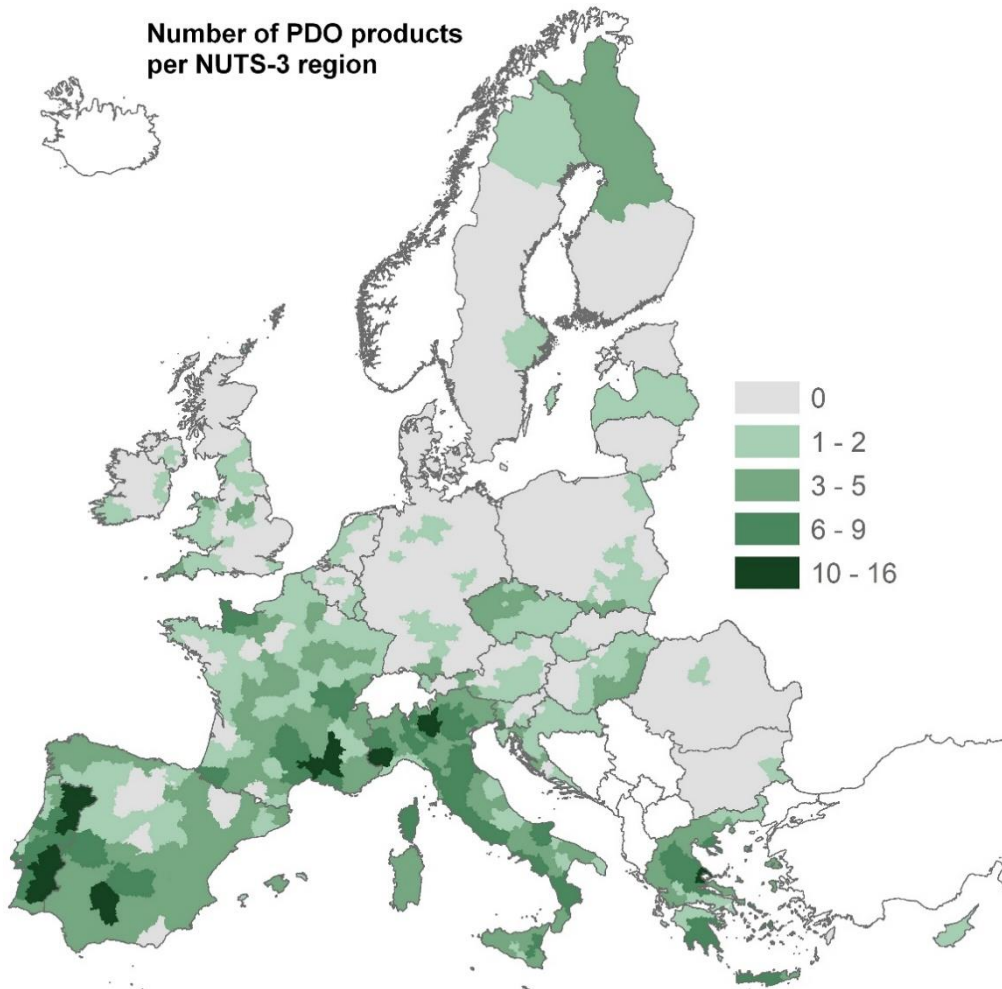 Number of PDO products
per NUTS-3 region
0
1 - 2
3 - 5
6 - 9
10 - 16